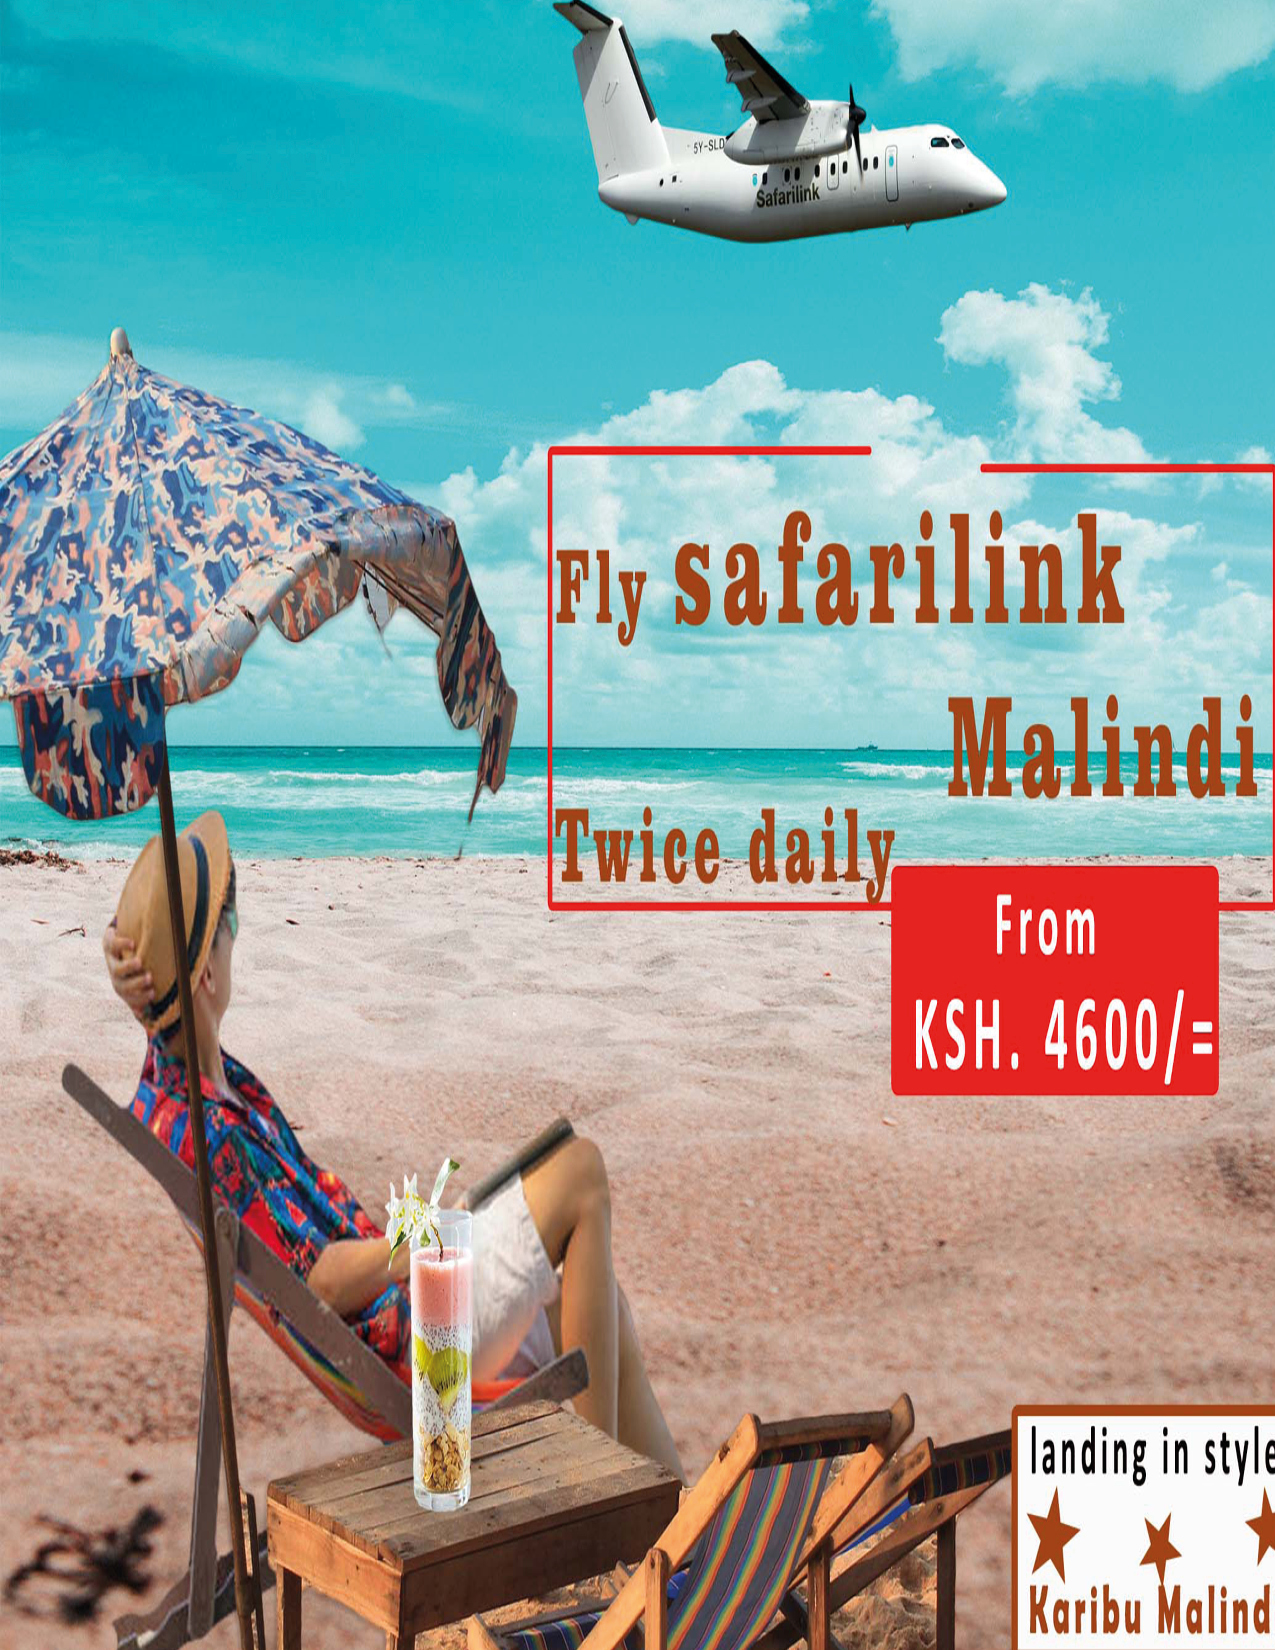 5Y-SLD
Safarilink
Fly safarilink
Malindi
Twice daily
From
KSH. 4600/=
landing in style
Karibu Malind